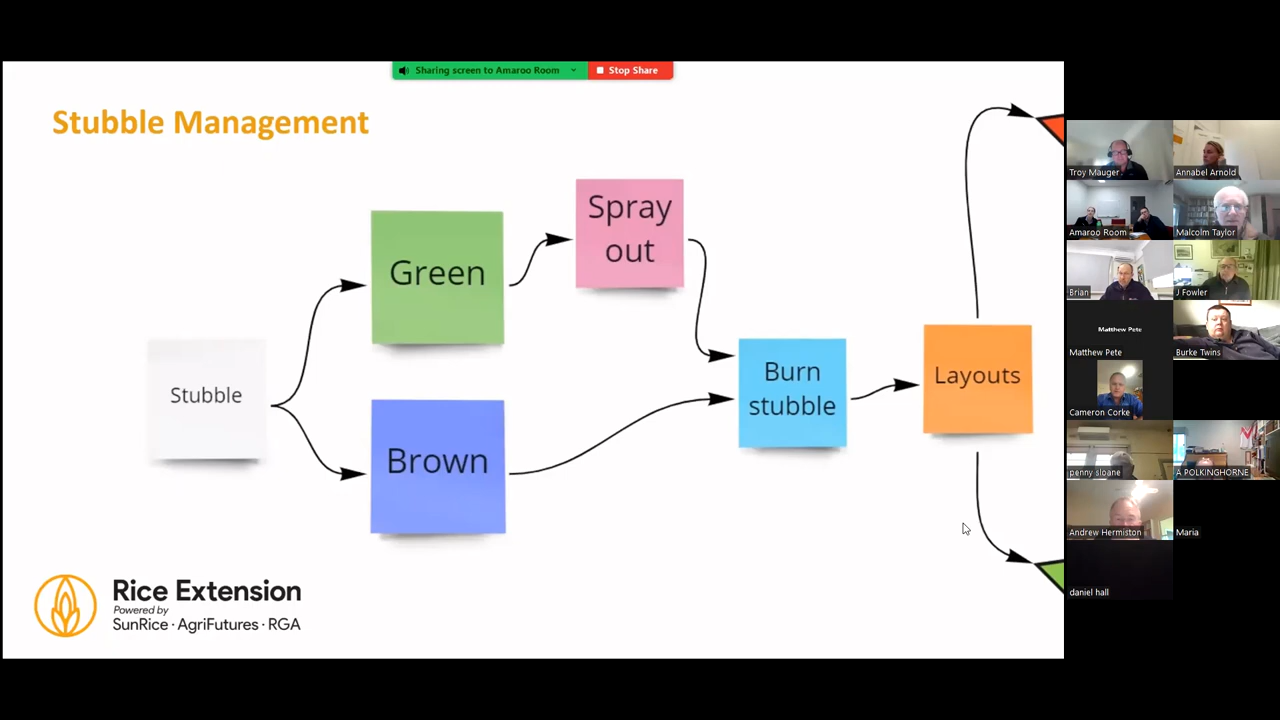 Sharing screen to Amaroo Room
Stop Share
Stubble Management
Stubble
Green
Brown
Spray
out
Burn
stubble
Layouts
Rice Extension
Powered by
SunRice · AgriFutures · RGA
Troy Mauger
Annabel Arnold
Amaroo Room
Malcolm Taylor
Brian
J Fowler
Matthew Pete
Matthew Pete
Burke Twins
Cameron Corke
penny sloane
A POLKINGHORNE
Andrew Hermiston
Maria
daniel hall